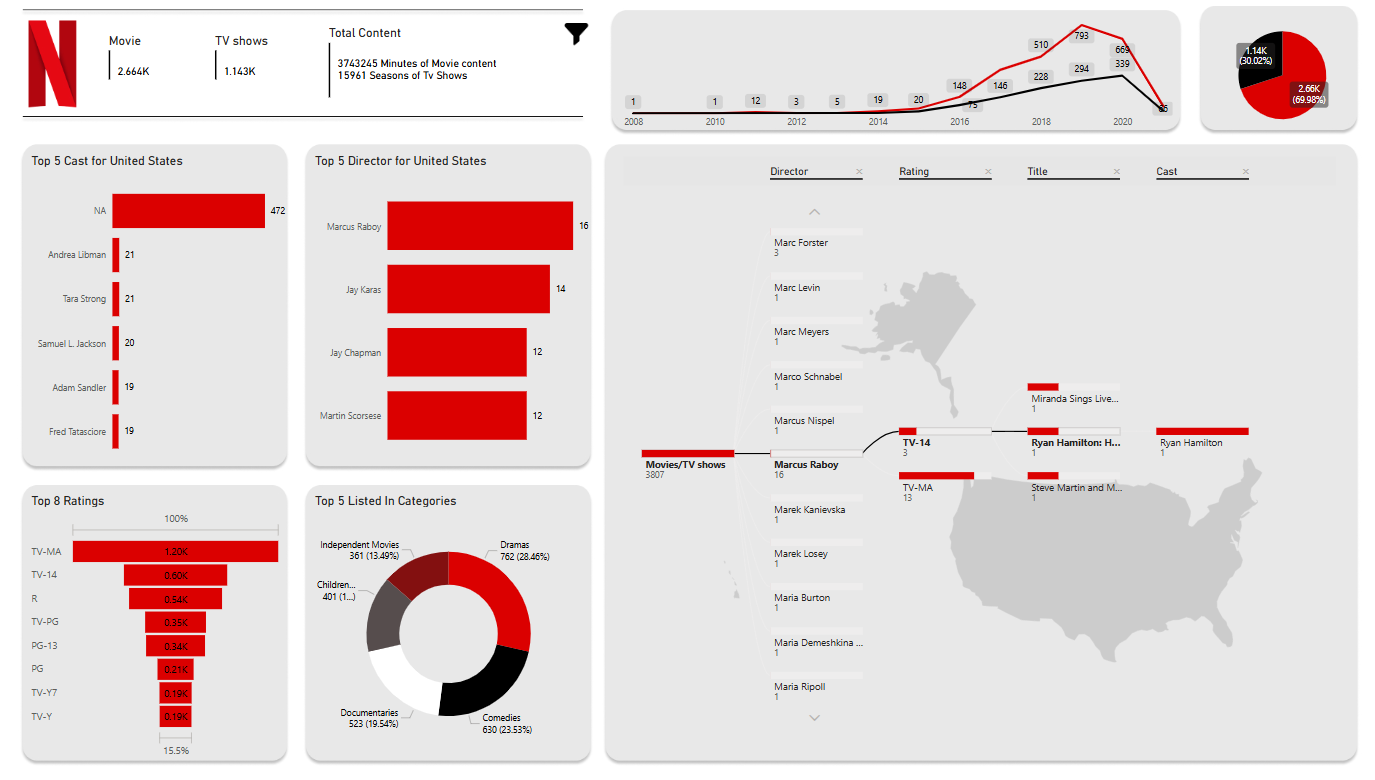 Movie
2.664K
TV shows
1.143K
Total Content
3743245 Minutes of Movie content
15961 Seasons of Tv Shows
1
1
12
3
5
19
20
148
75
146
510
228
793
294
669
339
66
2008
2010
2012
2014
2016
2018
2020
1.14K
(30.02%)
2.66K
(69.98%)
Top 5 Cast for United States
NA
472
Andrea Libman
21
Tara Strong
21
Samuel L. Jackson
20
Adam Sandler
19
Fred Tatasciore
19
Top 5 Director for United States
Marcus Raboy
16
Jay Karas
14
Jay Chapman
12
Martin Scorsese
12
Top 8 Ratings
100%
TV-MA
1.20K
TV-14
0.60K
R
0.54K
TV-PG
0.35K
PG-13
0.34K
PG
0.21K
TV-Y7
0.19K
TV-Y
0.19K
15.5%
Top 5 Listed In Categories
Independent Movies
361 (13.49%)
Dramas
762 (28.46%)
Children...
401 (1...)
Documentaries
523 (19.54%)
Comedies
630 (23.53%)
Director ×
Rating ×
Title ×
Cast ×
Movies/TV shows
3807
Marc Forster
3
Marc Levin
1
Marc Meyers
1
Marco Schnabel
1
Marcus Nispel
1
Marcus Raboy
16
Marek Kanievska
1
Marek Losey
1
Maria Burton
1
Maria Demeshkina ...
1
Maria Ripoll
1
TV-14
3
TV-MA
13
Miranda Sings Live...
1
Ryan Hamilton: H...
1
Steve Martin and M...
1
Ryan Hamilton
1